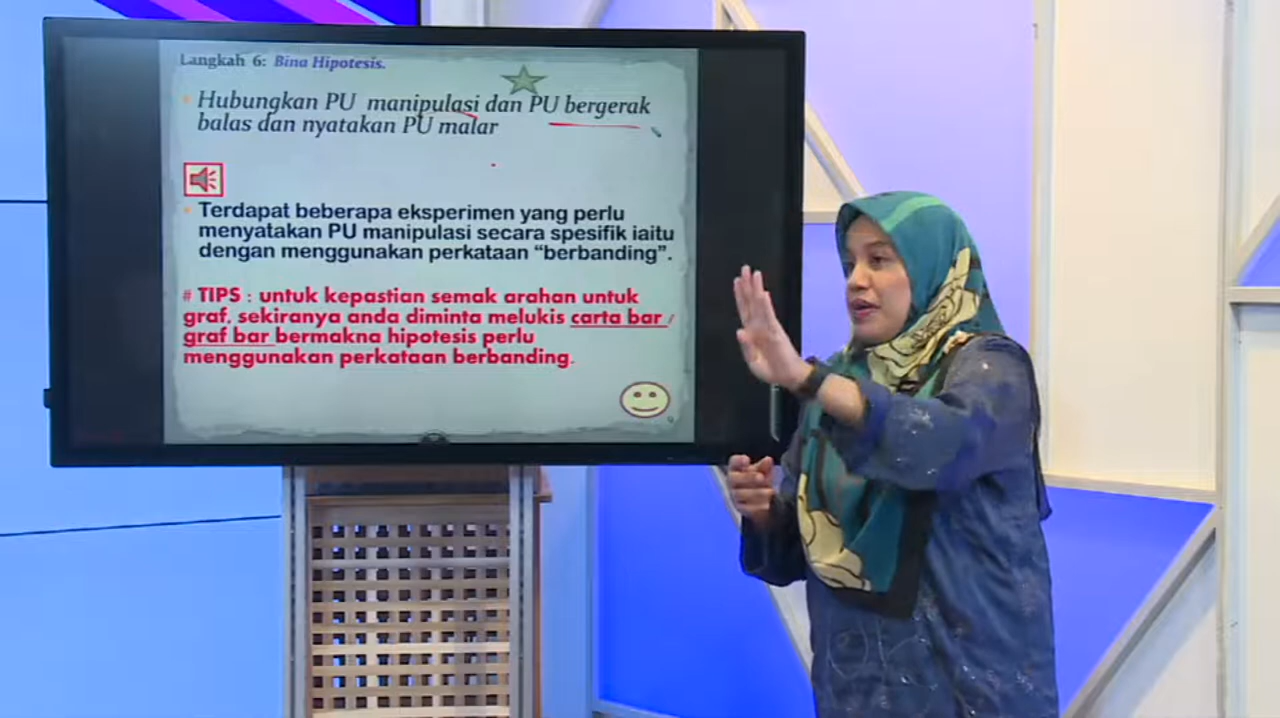 Langkah 6: Bina Hipotesis.
Hubungkan PU manipulasi dan PU bergerak
balas dan nyatakan PU malar
Terdapat beberapa eksperimen yang perlu
menyatakan PU manipulasi secara spesifik iaitu
dengan menggunakan perkataan “berbanding”.
# TIPS : untuk kepastian semak arahan untuk
graf, sekiranya anda diminta melukis carta bar /
graf bar bermakna hipotesis perlu
menggunakan perkataan berbanding.